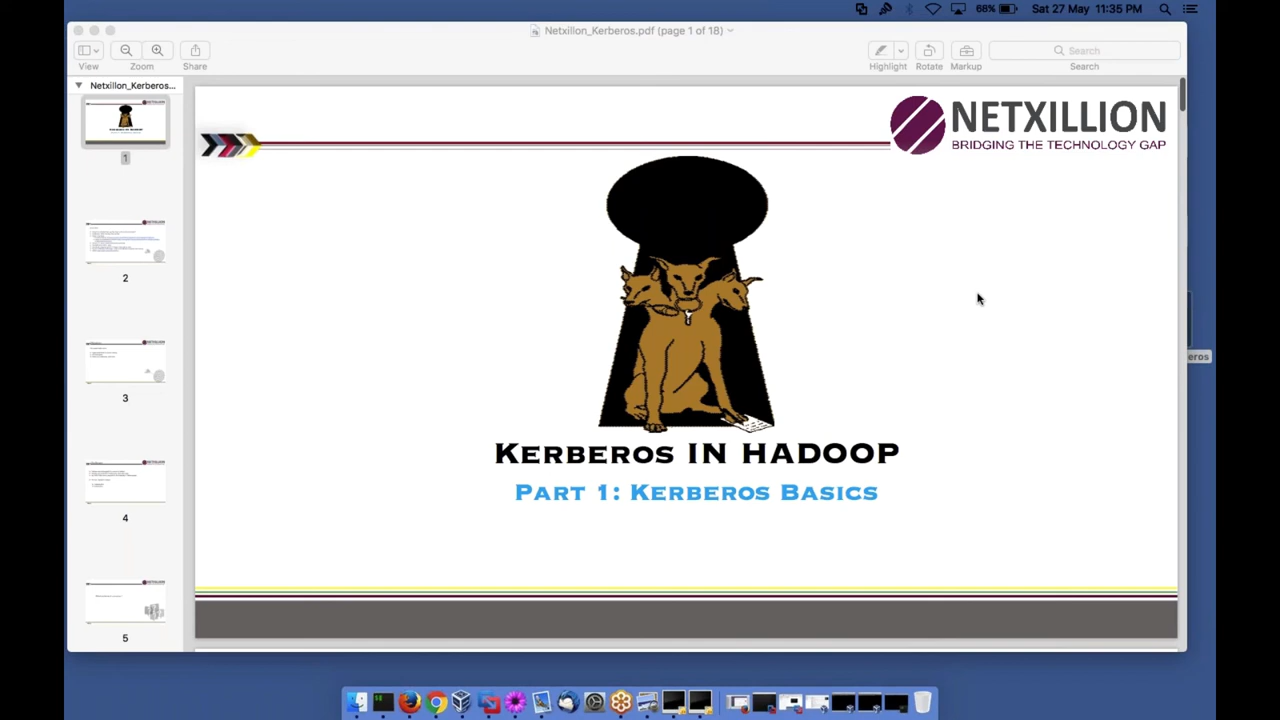 68%
Sat 27 May 11:35 PM
Netxillon_Kerberos.pdf (page 1 of 18)
View
Zoom
Share
Highlight
Rotate
Markup
Search
Search
Netxillon_Kerberos...
1
2
3
4
5
NETXILLION
BRIDGING THE TECHNOLOGY GAP
KERBEROS IN HADOOP
PART 1: KERBEROS BASICS
eros